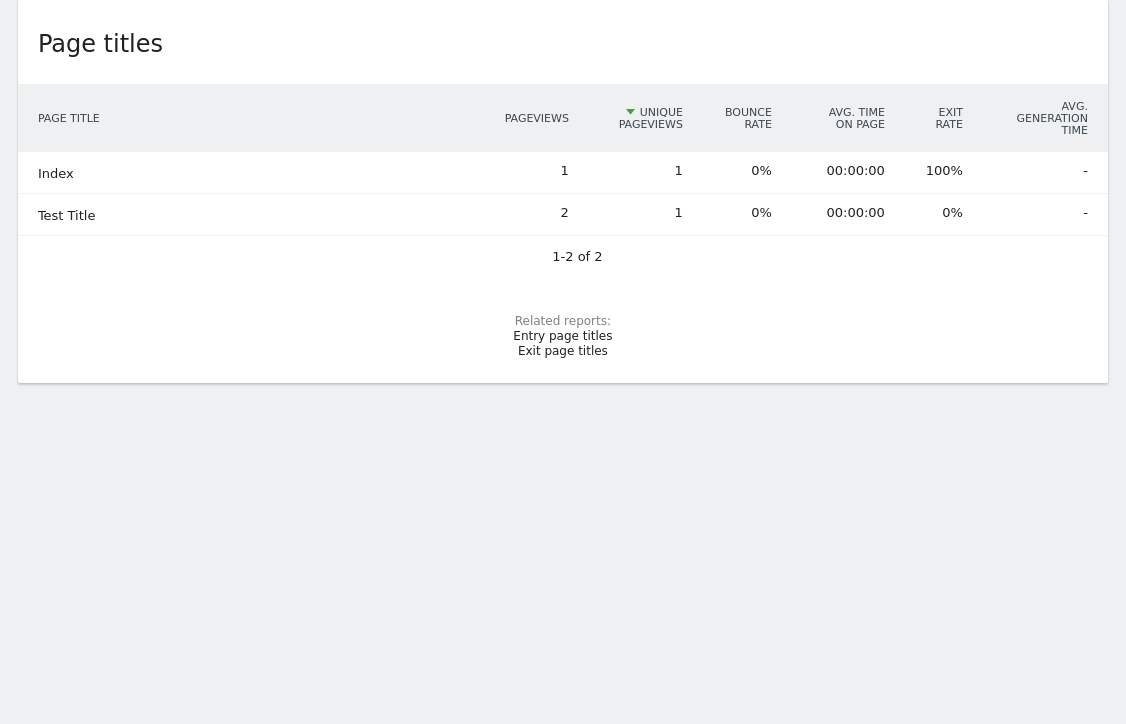 Page titles
PAGE TITLE PAGEVIEWS UNIQUE PAGEVIEWS BOUNCE RATE AVG. TIME ON PAGE EXIT RATE AVG. GENERATION TIME
Index 1 1 0% 00:00:00 100% -
Test Title 2 1 0% 00:00:00 0% -
1-2 of 2
Related reports:
Entry page titles
Exit page titles